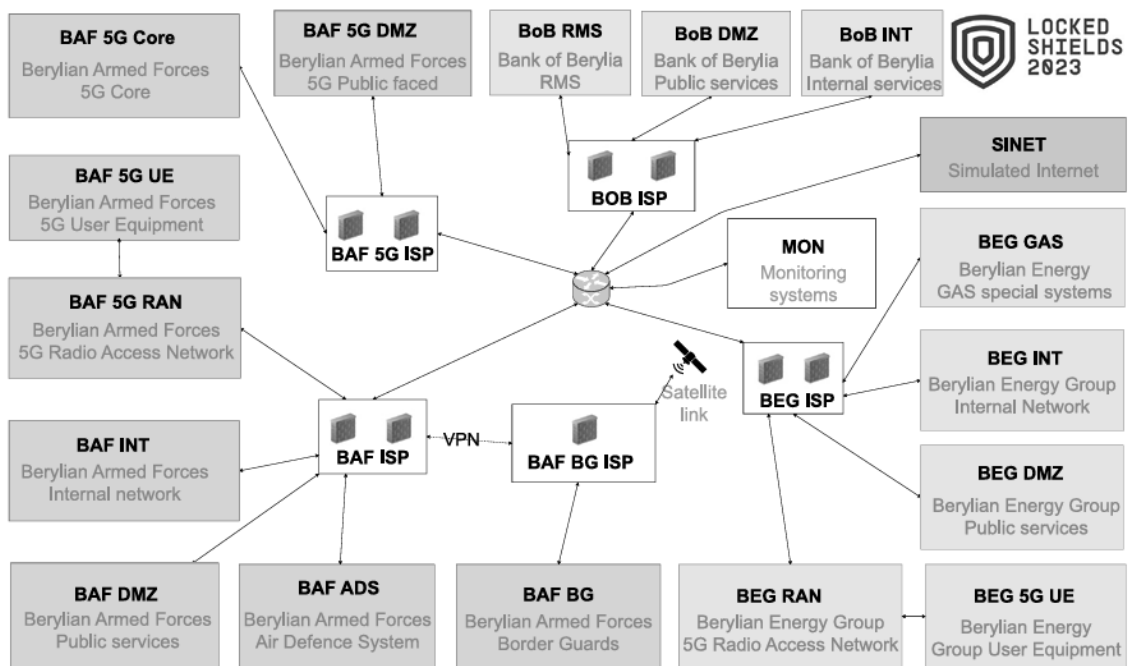 BAF 5G Core
Berylian Armed Forces
5G Core
BAF 5G DMZ
Berylian Armed Forces
5G Public faced
BoB RMS
Bank of Berylia
RMS
BoB DMZ
Bank of Berylia
Public services
BoB INT
Bank of Berylia
Internal services
LOCKED
SHIELDS
2023
BAF 5G UE
Berylian Armed Forces
5G User Equipment
BAF 5G ISP
BOB ISP
SINET
Simulated Internet
MON
Monitoring
systems
BEG GAS
Berylian Energy
GAS special systems
BAF 5G RAN
Berylian Armed Forces
5G Radio Access Network
Satellite
link
BEG ISP
BEG INT
Berylian Energy Group
Internal Network
BAF INT
Berylian Armed Forces
Internal network
BAF ISP
VPN
BAF BG ISP
BEG DMZ
Berylian Energy Group
Public services
BAF DMZ
Berylian Armed Forces
Public services
BAF ADS
Berylian Armed Forces
Air Defence System
BAF BG
Berylian Armed Forces
Border Guards
BEG RAN
Berylian Energy Group
5G Radio Access Network
BEG 5G UE
Berylian Energy
Group User Equipment